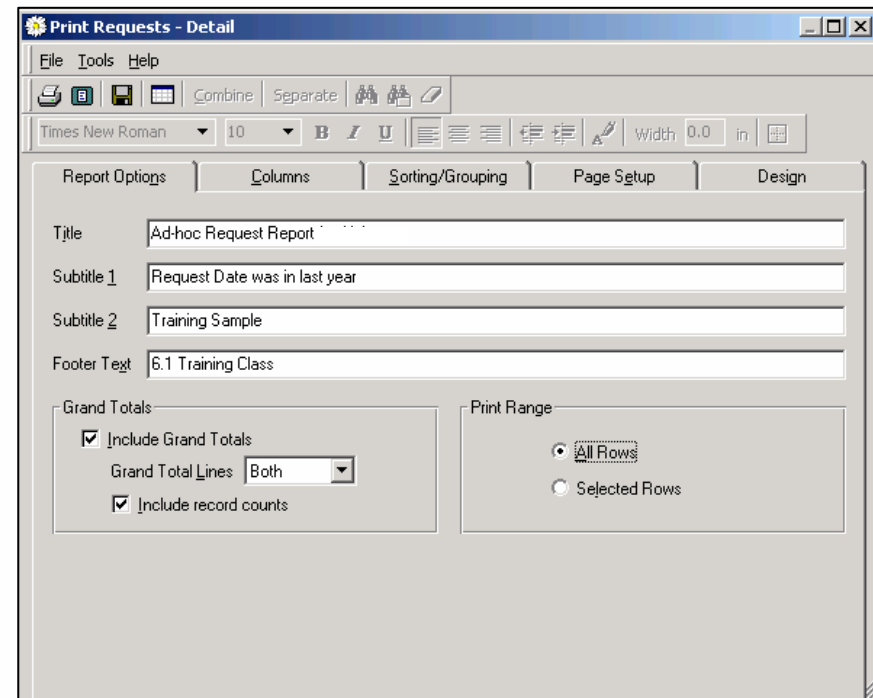 Print Requests - Detail
File Tools Help
Combine Separate
Times New Roman 10 B I U A Width 0.0 in
Report Options Columns Sorting/Grouping Page Setup Design
Title Ad-hoc Request Report
Subtitle 1 Request Date was in last year
Subtitle 2 Training Sample
Footer Text 6.1 Training Class
Grand Totals Print Range
Include Grand Totals All Rows
Grand Total Lines Both Selected Rows
Include record counts